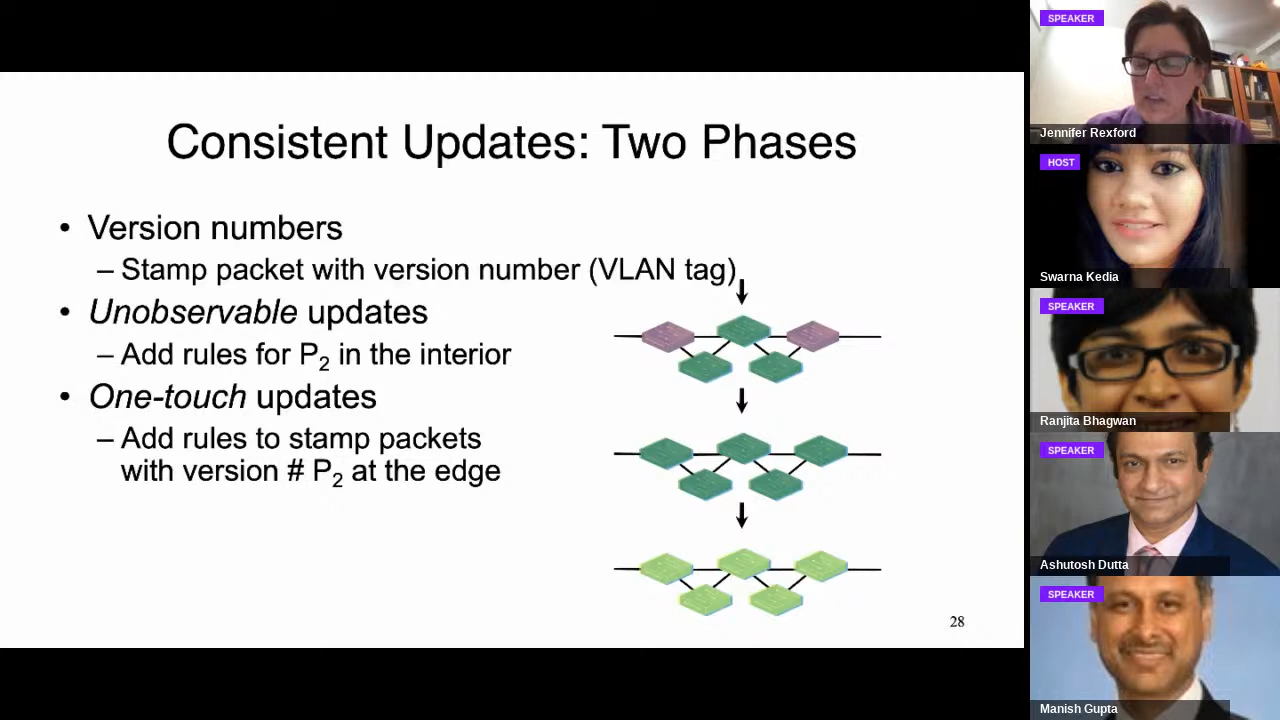 Consistent Updates: Two Phases
• Version numbers
– Stamp packet with version number (VLAN tag)
• Unobservable updates
– Add rules for P2 in the interior
• One-touch updates
– Add rules to stamp packets
with version # P2 at the edge
28
SPEAKER
Jennifer Rexford
HOST
Swarna Kedia
SPEAKER
Ranjita Bhagwan
SPEAKER
Ashutosh Dutta
SPEAKER
Manish Gupta